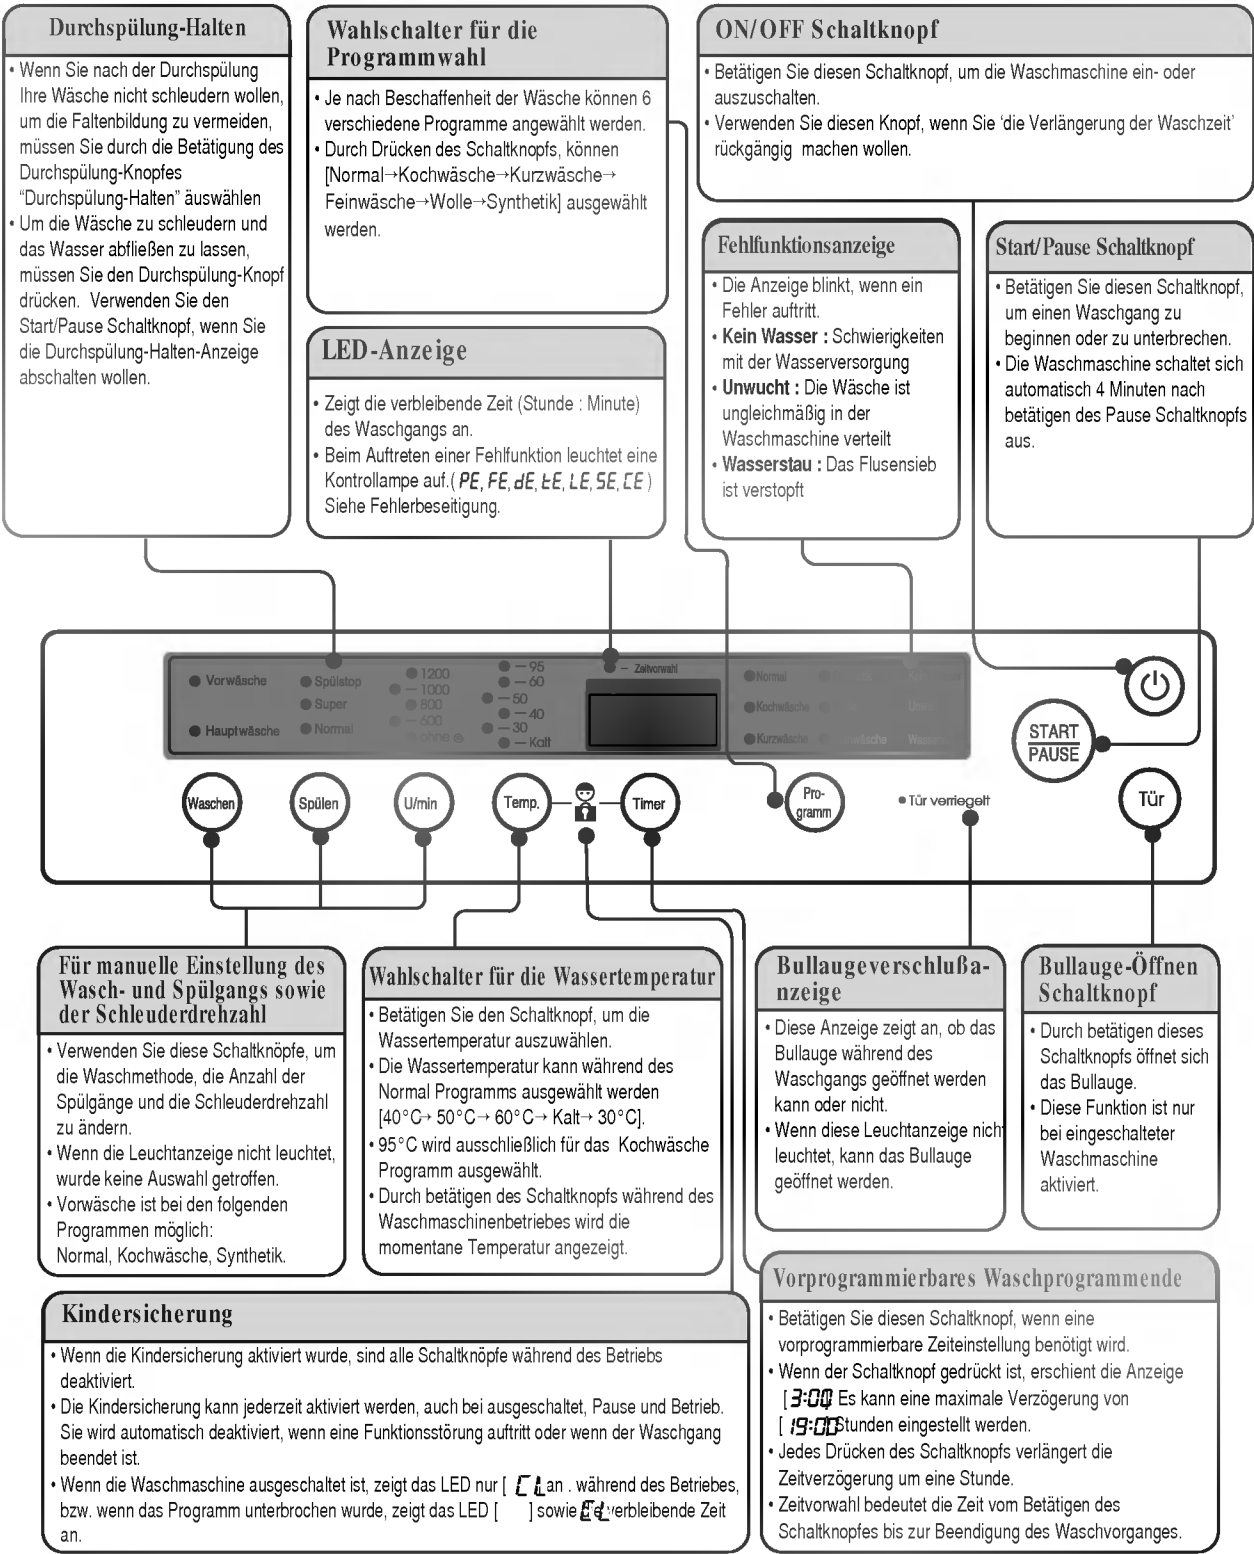 Durchspülung-Halten
• Wenn Sie nach der Durchspülung
Ihre Wäsche nicht schleudern wollen,
um die Faltenbildung zu vermeiden,
müssen Sie durch die Betätigung des
Durchspülung-Knopfes
“Durchspülung-Halten” äuswählen
• Um die Wäsche zu schleudern und
das Wasser abfließen zu lassen,
müssen Sie den Durchspülung-Knopf
drücken. Verwenden Sie den
Start/Pause Schaltknopf, wenn Sie
die Durchspülung-Halten-Anzeige
abschalten wollen.
Wahlschalter für die
Programmwahl
• Je nach Beschaffenheit der Wäsche können 6
verschiedene Programme angewählt werden.
• Durch Drücken des Schaltknopfs, können
[Normal→Kochwäsche→Kurzwäsche→
Feinwäsche→Wolle→Synthetik] ausgewählt
werden.
LED-Anzeige
• Zeigt die verbleibende Zeit (Stunde : Minute)
des Waschgangs an.
• Beim Auftreten einer Fehlfunktion leuchtet eine
Kontrollampe auf.( PE, FE, dE, tE, LE, SE, CE )
Siehe Fehlerbeseitigung.
ON/OFF Schaltknopf
• Betätigen Sie diesen Schaltknopf, um die Waschmaschine ein- oder
auszuschalten.
• Verwenden Sie diesen Knopf, wenn Sie ‘die Verlängerung der Waschzeit’
rückgängig machen wollen.
Fehlfunktionsanzeige
• Die Anzeige blinkt, wenn ein
Fehler auftritt.
• Kein Wasser : Schwierigkeiten
mit der Wasserversorgung
• Unwucht : Die Wäsche ist
ungleichmäßig in der
Waschmaschine verteilt
• Wasserstau : Das Flusensieb
ist verstopft
Start/Pause Schaltknopf
• Betätigen Sie diesen Schaltknopf,
um einen Waschgang zu
beginnen oder zu unterbrechen.
• Die Waschmaschine schaltet sich
automatisch 4 Minuten nach
betätigen des Pause Schaltknopfs
aus.
Vorwäsche
Hauptwäsche
Spülstop
Super
Normal
1200
1000
800
600
ohne
95
60
50
40
30
Kalt
Zeitvorwahl
Normal
Kochwäsche
Kurzwäsche
START
PAUSE
Waschen
Spülen
U/min
Temp.
Timer
Pro-
gramm
• Tür verriegelt
Tür
Für manuelle Einstellung des
Wasch- und Spülgangs sowie
der Schleuderdrehzahl
• Verwenden Sie diese Schaltknöpfe, um
die Waschmethode, die Anzahl der
Spülgänge und die Schleuderdrehzahl
zu ändern.
• Wenn die Leuchtanzeige nicht leuchtet,
wurde keine Auswahl getroffen.
• Vorwäsche ist bei den folgenden
Programmen möglich:
Normal, Kochwäsche, Synthetik.
Wahlschalter für die Wassertemperatur
• Betätigen Sie den Schaltknopf, um die
Wassertemperatur auszuwählen.
• Die Wassertemperatur kann während des
Normal Programms ausgewählt werden
[40°C→ 50°C→ 60°C→ Kalt→ 30°C].
• 95°C wird ausschließlich für das Kochwäsche
Programm ausgewählt.
• Durch betätigen des Schaltknopfs während des
Waschmaschinenbetriebes wird die
momentane Temperatur angezeigt.
Bullaugeverschlußa-
nzeige
• Diese Anzeige zeigt an, ob das
Bullauge während des
Waschgangs geöffnet werden
kann oder nicht.
• Wenn diese Leuchtanzeige nicht
leuchtet, kann das Bullauge
geöffnet werden.
Bullauge-Öffnen
Schaltknopf
• Durch betätigen dieses
Schaltknopfs öffnet sich
das Bullauge.
• Diese Funktion ist nur
bei eingeschalteter
Waschmaschine
aktiviert.
Kindersicherung
• Wenn die Kindersicherung aktiviert wurde, sind alle Schaltknöpfe während des Betriebs
deaktiviert.
• Die Kindersicherung kann jederzeit aktiviert werden, auch bei ausgeschaltet, Pause und Betrieb.
Sie wird automatisch deaktiviert, wenn eine Funktionsstörung auftritt oder wenn der Waschgang
beendet ist.
• Wenn die Waschmaschine ausgeschaltet ist, zeigt das LED nur [ CL an . während des Betriebes,
bzw. wenn das Programm unterbrochen wurde, zeigt das LED [ ] sowie verbleibende Zeit
an.
Vorprogrammierbares Waschprogrammende
• Betätigen Sie diesen Schaltknopf, wenn eine
vorprogrammierbare Zeiteinstellung benötigt wird.
• Wenn der Schaltknopf gedrückt ist, erschient die Anzeige
[ 3:00] Es kann eine maximale Verzögerung von
[ 19:00 Stunden eingestellt werden.
• Jedes Drücken des Schaltknopfs verlängert die
Zeitverzögerung um eine Stunde.
• Zeitvorwahl bedeutet die Zeit vom Betätigen des
Schaltknopfes bis zur Beendigung des Waschvorganges.